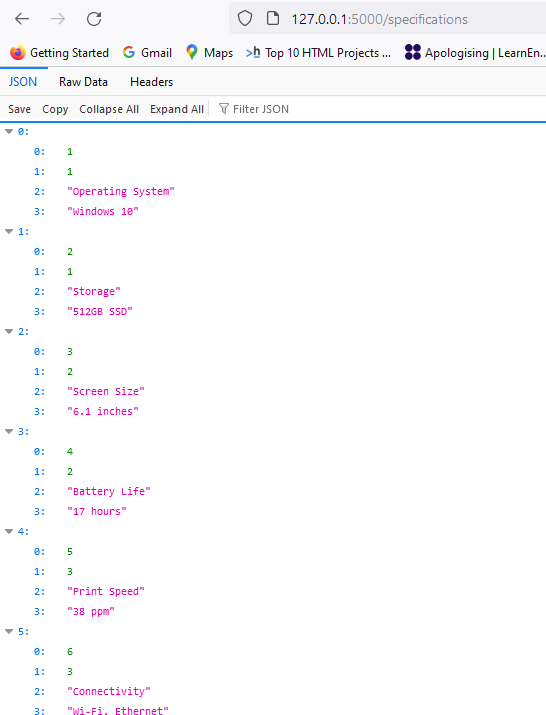 127.0.0.1:5000/specifications
Getting Started Gmail Maps >h Top 10 HTML Projects ... Apologising | LearnEn...
JSON Raw Data Headers
Save Copy Collapse All Expand All Filter JSON
0:
0: 1
1: 1
2: "Operating System"
3: "Windows 10"
1:
0: 2
1: 1
2: "Storage"
3: "512GB SSD"
2:
0: 3
1: 2
2: "Screen Size"
3: "6.1 inches"
3:
0: 4
1: 2
2: "Battery Life"
3: "17 hours"
4:
0: 5
1: 3
2: "Print Speed"
3: "38 ppm"
5:
0: 6
1: 3
2: "Connectivity"
3: "Wi-Fi, Ethernet"